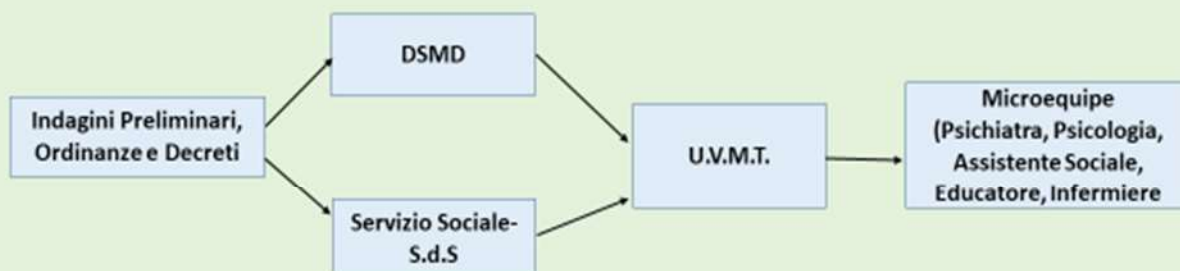 Indagini Preliminari,
Ordinanze e Decreti
DSMD
Servizio Sociale-
S.d.S
U.V.M.T.
Microequipe
(Psichiatra, Psicologia,
Assistente Sociale,
Educatore, Infermiere